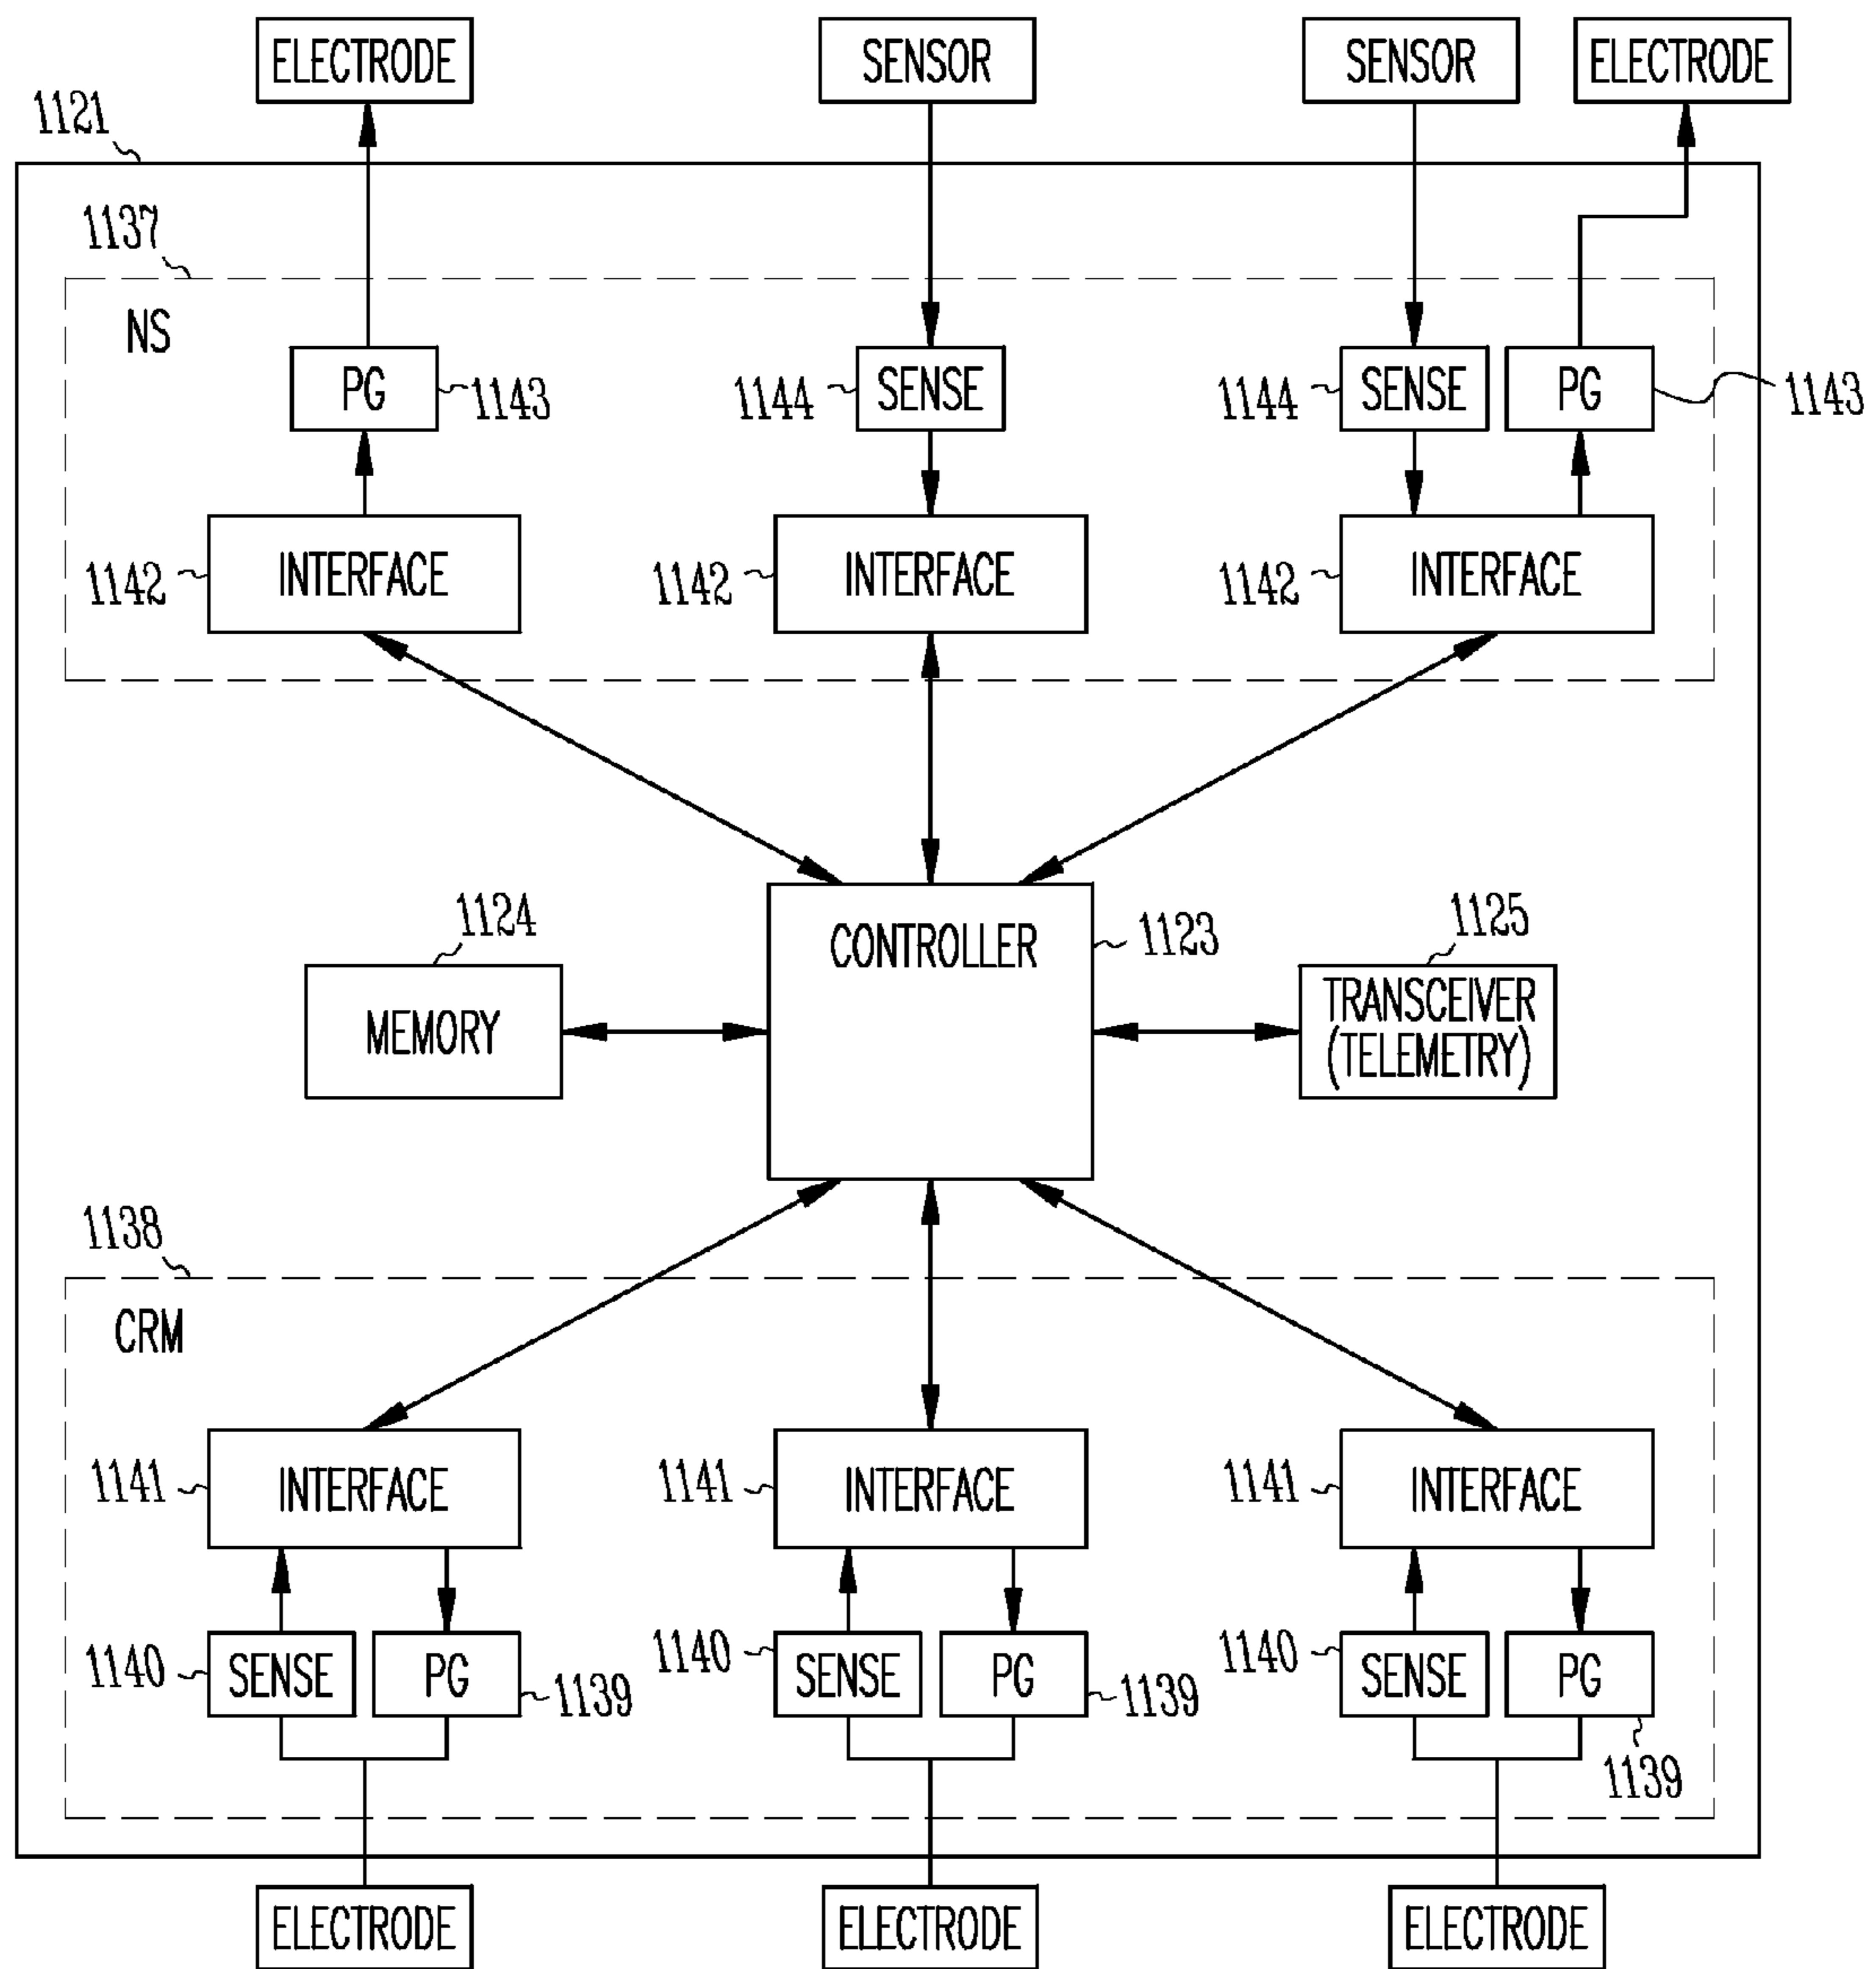 ELECTRODE
SENSOR
SENSOR
ELECTRODE
1121
1137
NS
PG
1143
1144
SENSE
1144
SENSE
PG
1143
1142
INTERFACE
1142
INTERFACE
1142
INTERFACE
1124
MEMORY
CONTROLLER
1123
1125
TRANSCEIVER
(TELEMETRY)
1138
CRM
1141
INTERFACE
1141
INTERFACE
1141
INTERFACE
1140
SENSE
PG
1139
1140
SENSE
PG
1139
1140
SENSE
PG
1139
ELECTRODE
ELECTRODE
ELECTRODE